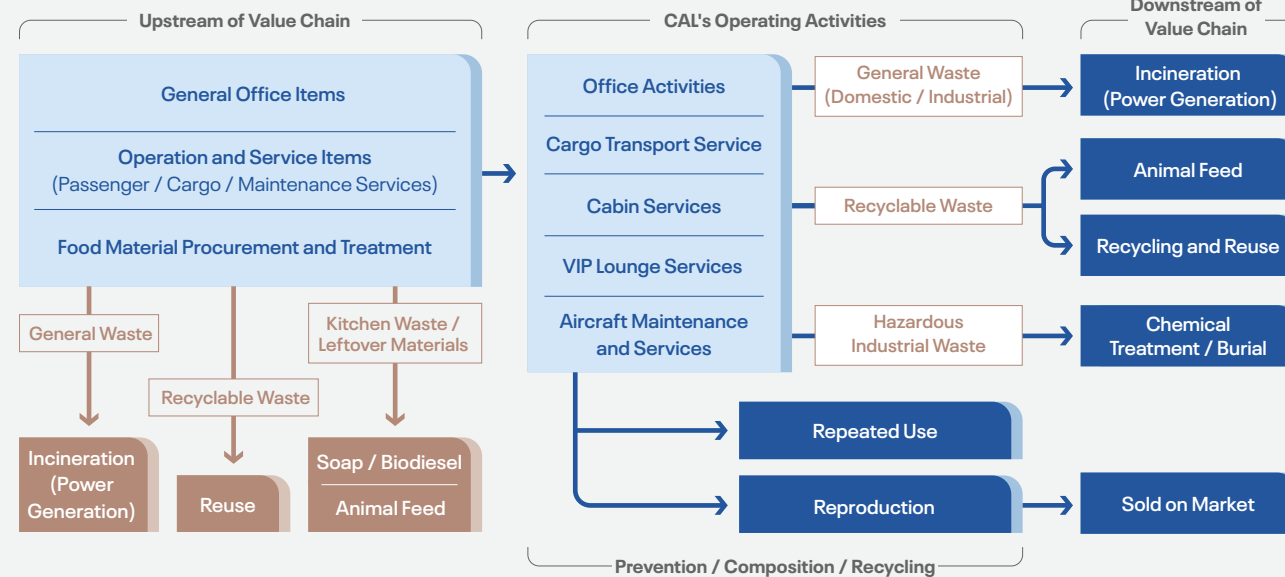 Upstream of Value Chain
General Office Items
Operation and Service Items
(Passenger / Cargo / Maintenance Services)
Food Material Procurement and Treatment
General Waste
Recyclable Waste
Kitchen Waste /
Leftover Materials
Incineration
(Power
Generation)
Reuse
Soap / Biodiesel
Animal Feed
CAL's Operating Activities
Office Activities
Cargo Transport Service
Cabin Services
VIP Lounge Services
Aircraft Maintenance
and Services
General Waste
(Domestic / Industrial)
Recyclable Waste
Hazardous
Industrial Waste
Repeated Use
Reproduction
Prevention / Composition / Recycling
Downstream of
Value Chain
Incineration
(Power Generation)
Animal Feed
Recycling and Reuse
Chemical
Treatment / Burial
Sold on Market